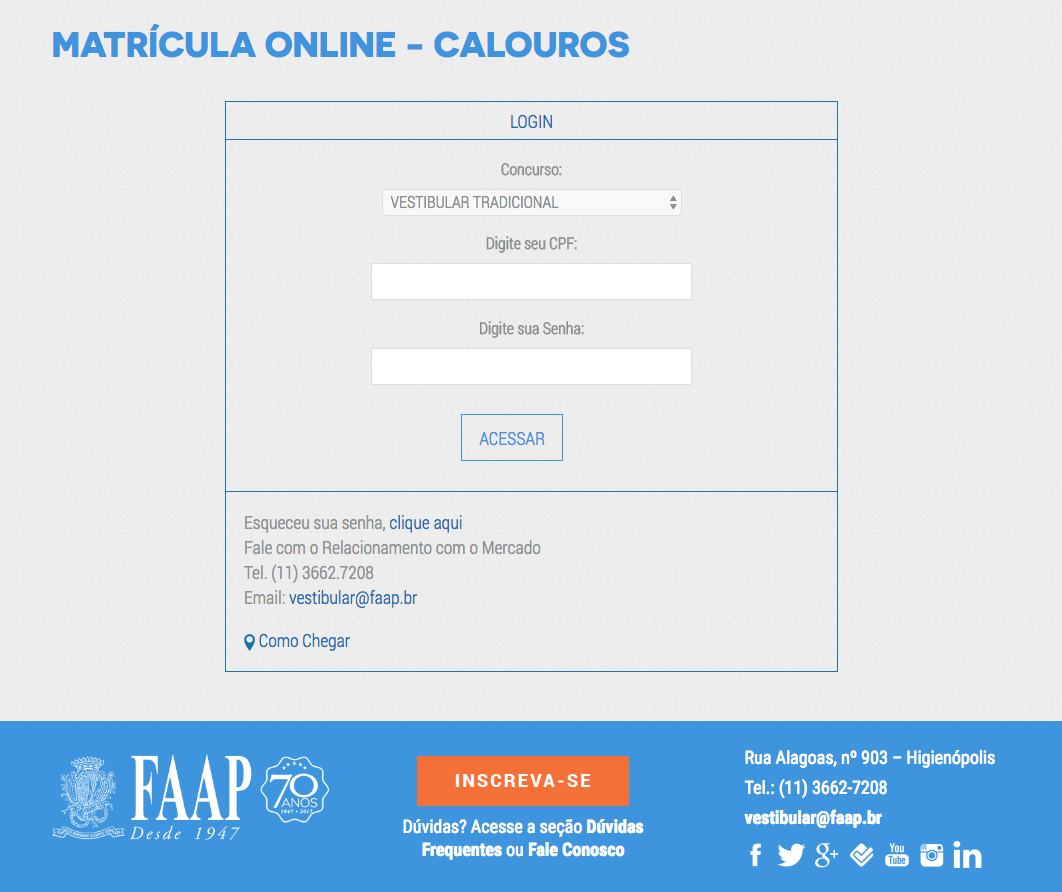 MATRÍCULA ONLINE - CALOUROS
LOGIN
Concurso:
VESTIBULAR TRADICIONAL
Digite seu CPF:
Digite sua Senha:
ACESSAR
Esqueceu sua senha, clique aqui
Fale com o Relacionamento com o Mercado
Tel. (11) 3662.7208
Email: vestibular@faap.br
Como Chegar
FAAP
Desde 1947
70
ANOS
1947 • 2017
INSCREVA-SE
Dúvidas? Acesse a seção Dúvidas
Frequentes ou Fale Conosco
Rua Alagoas, nº 903 – Higienópolis
Tel.: (11) 3662-7208
vestibular@faap.br
You
Tube